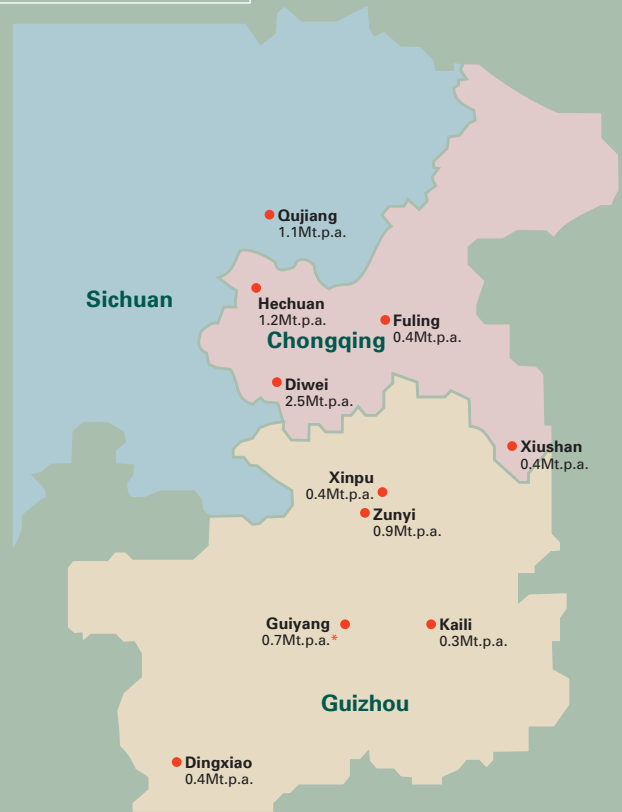 Qujiang
1.1Mt.p.a.
Sichuan
Hechuan
1.2Mt.p.a.
Fuling
0.4Mt.p.a.
Chongqing
Diwei
2.5Mt.p.a.
Xiushan
0.4Mt.p.a.
Xinpu
0.4Mt.p.a.
Zunyi
0.9Mt.p.a.
Guiyang
0.7Mt.p.a.*
Kaili
0.3Mt.p.a.
Guizhou
Dingxiao
0.4Mt.p.a.